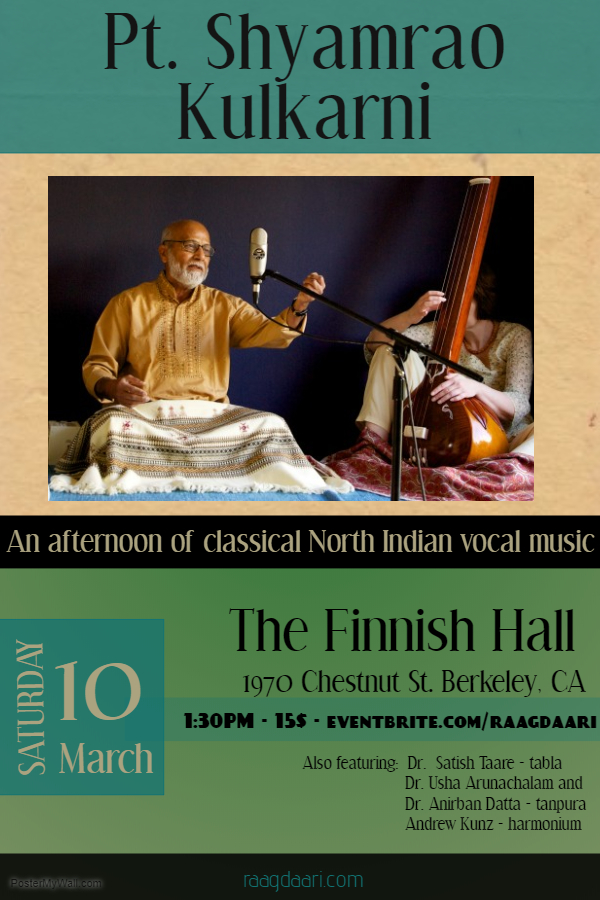 Pt. Shyamrao
Kulkarni
An afternoon of classical North Indian vocal music
The Finnish Hall
1970 Chestnut St. Berkeley, CA
SATURDAY
10
March
1:30PM - 15$ - EVENTBRITE.COM/RAAGDAARI
Also featuring: Dr. Satish Taare - tabla
Dr. Usha Arunachalam and
Dr. Anirban Datta - tanpura
Andrew Kunz - harmonium
PosterMyWall.com
raagdaari.com